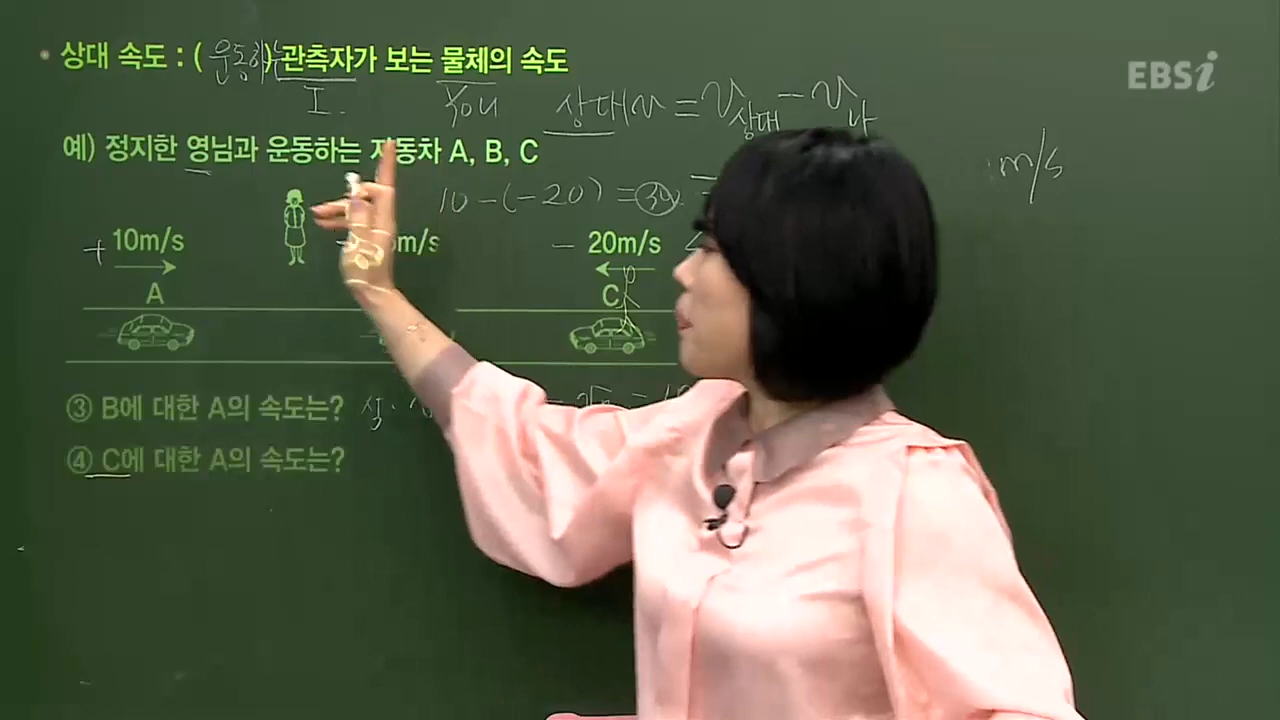 • 상대 속도 : ( 운동하는 ) 관측자가 보는 물체의 속도
EBSi
I. you 상대v = v상대 - v나
예) 정지한 영님과 운동하는 자동차 A, B, C
m/s
10 - (-20) = 30
+ 10m/s m/s - 20m/s
A C
③ B에 대한 A의 속도는?
④ C에 대한 A의 속도는?